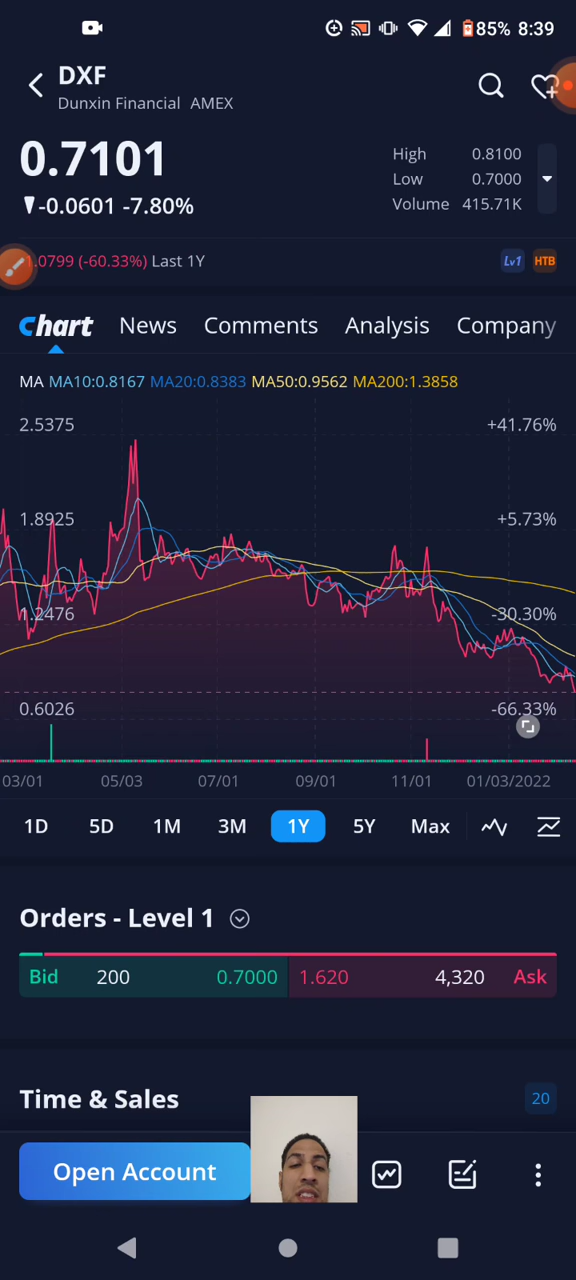 85% 8:39
DXF
Dunxin Financial AMEX
0.7101
-0.0601 -7.80%
High 0.8100
Low 0.7000
Volume 415.71K
.0799 (-60.33%) Last 1Y
Lv1 HTB
Chart News Comments Analysis Company
MA MA10:0.8167 MA20:0.8383 MA50:0.9562 MA200:1.3858
2.5375 +41.76%
1.8925 +5.73%
1.2476 -30.30%
0.6026 -66.33%
03/01 05/03 07/01 09/01 11/01 01/03/2022
1D 5D 1M 3M 1Y 5Y Max
Orders - Level 1
Bid 200 0.7000 1.620 4,320 Ask
Time & Sales 20
Open Account